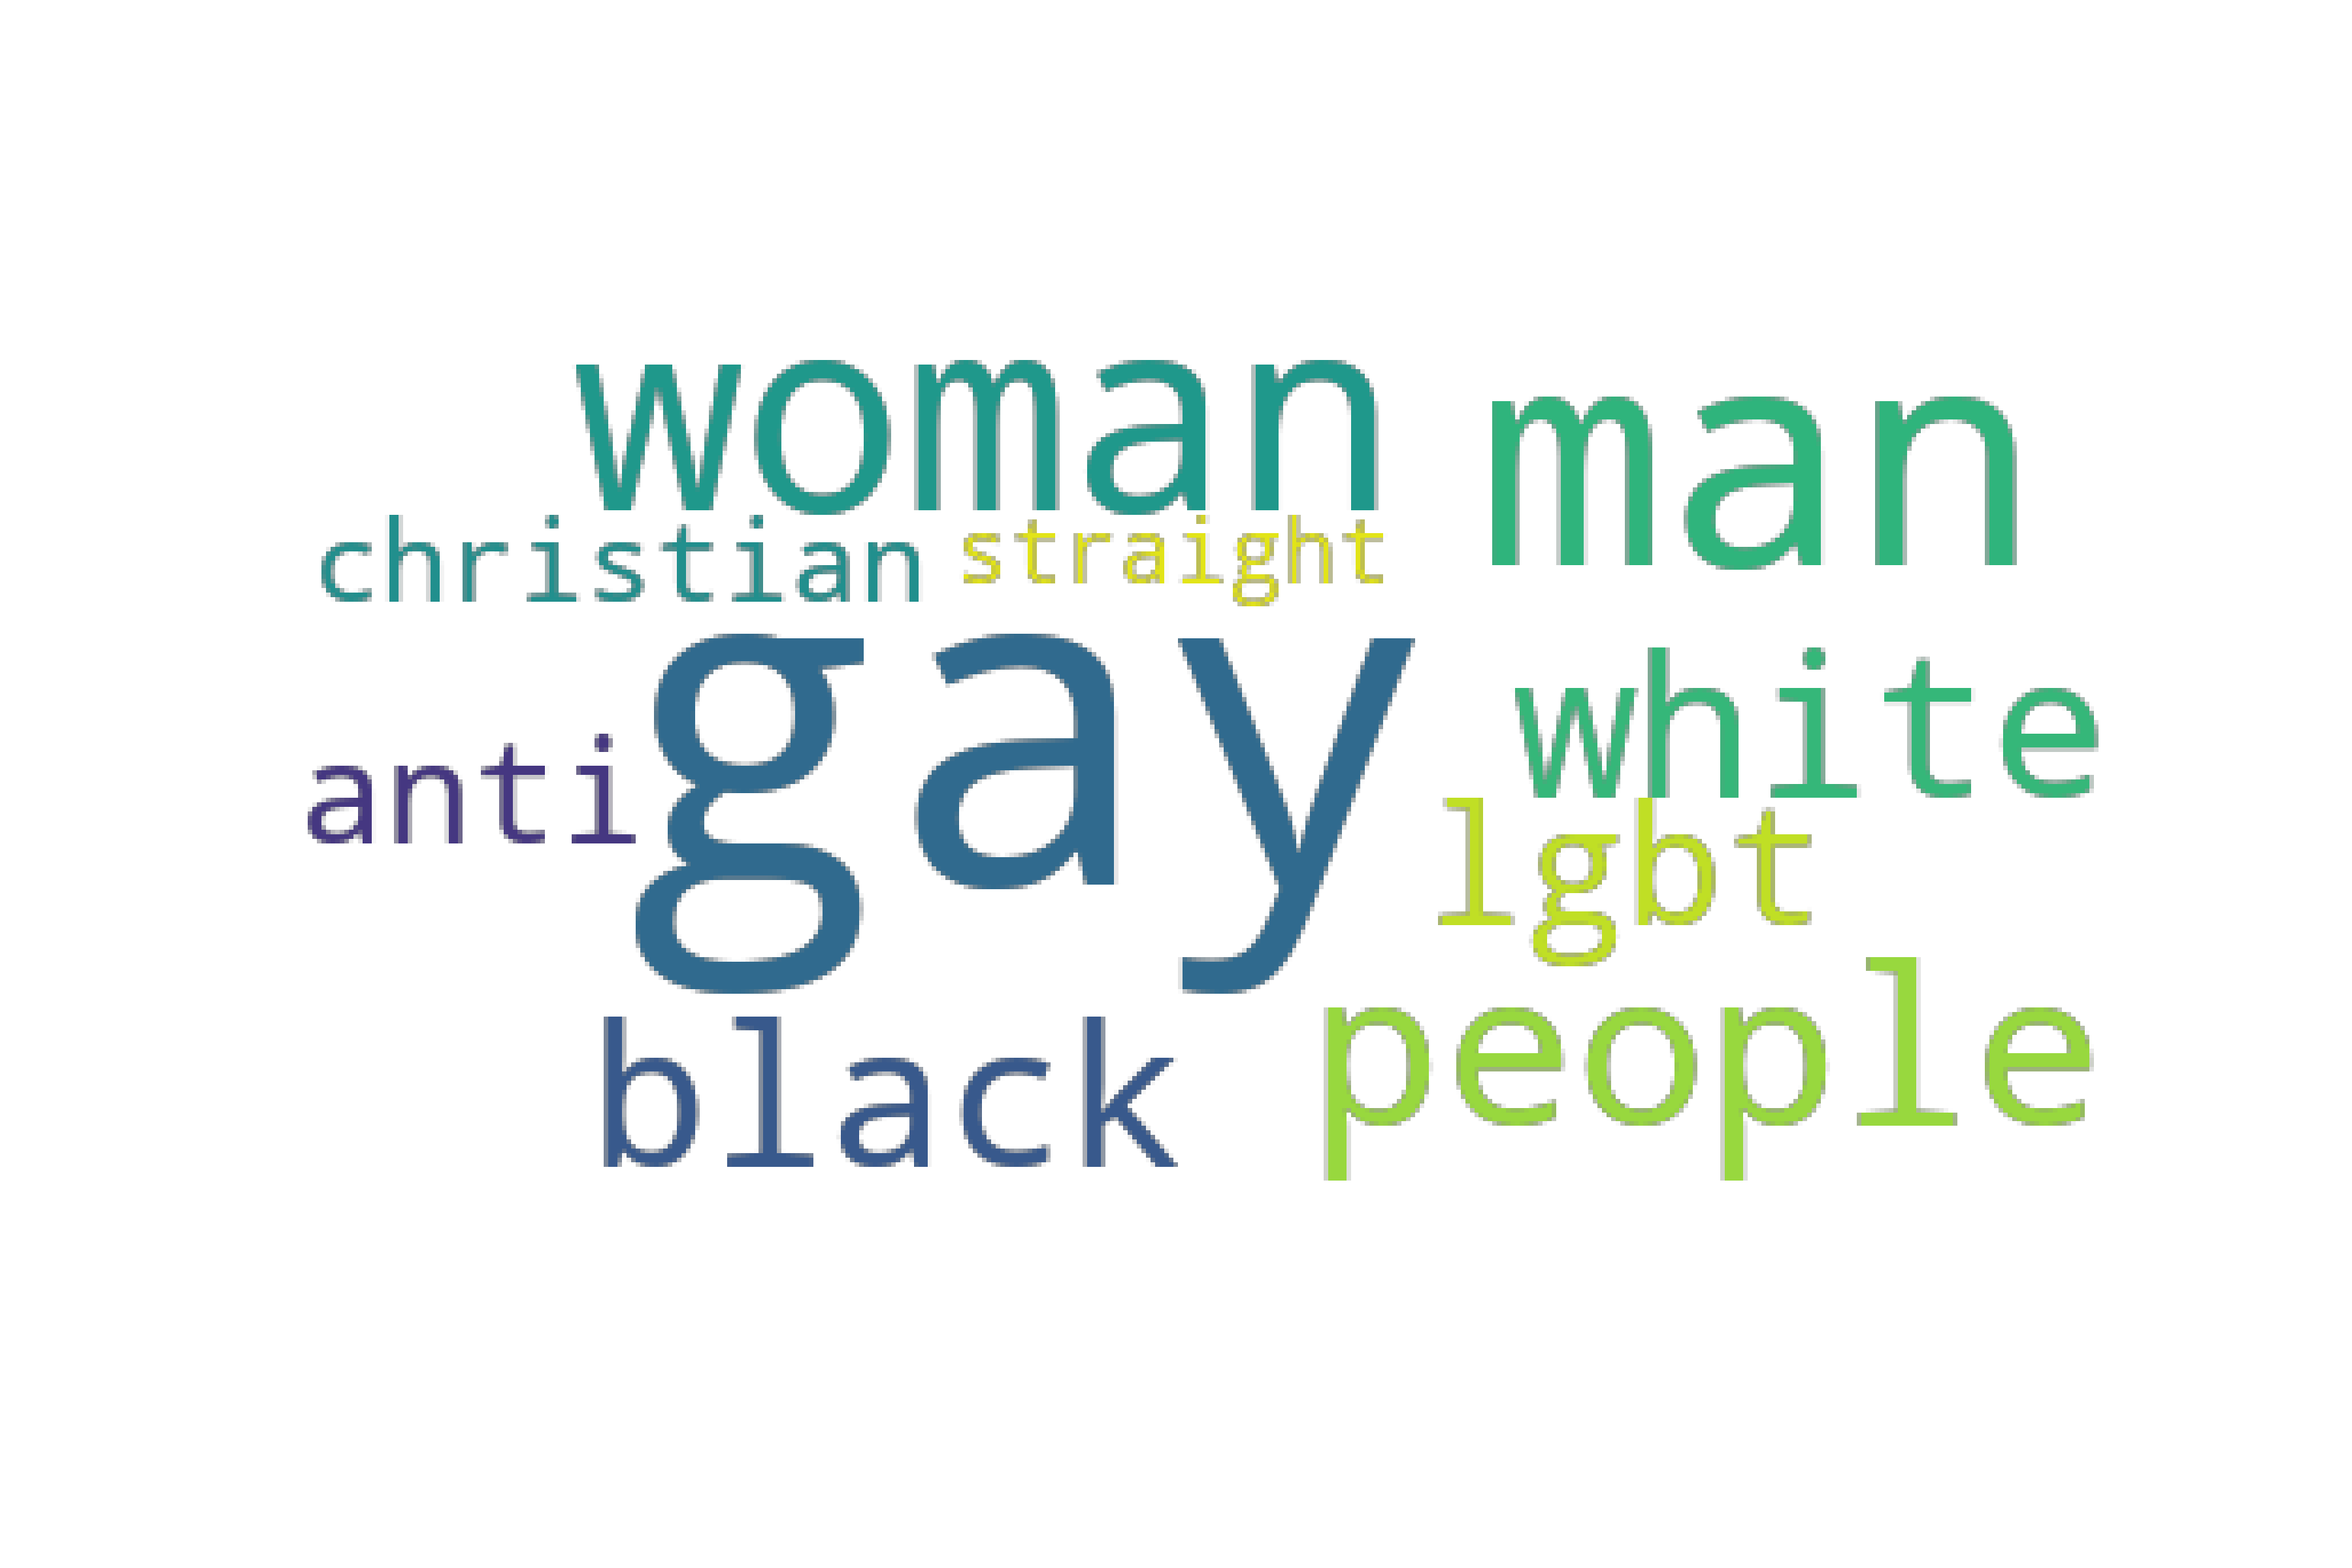 woman
man
christian
straight
gay
white
anti
lgbt
black
people